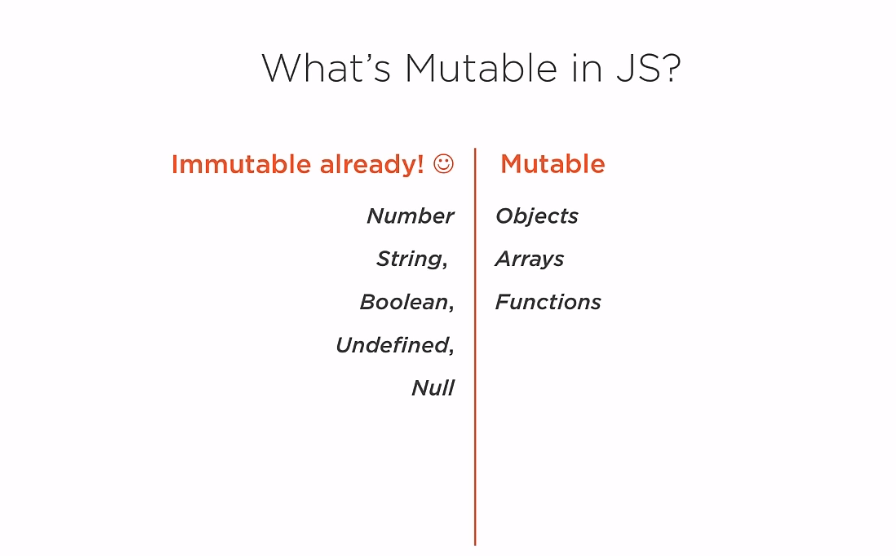 What's Mutable in JS?
Immutable already! ☺
Number
String,
Boolean,
Undefined,
Null
Mutable
Objects
Arrays
Functions